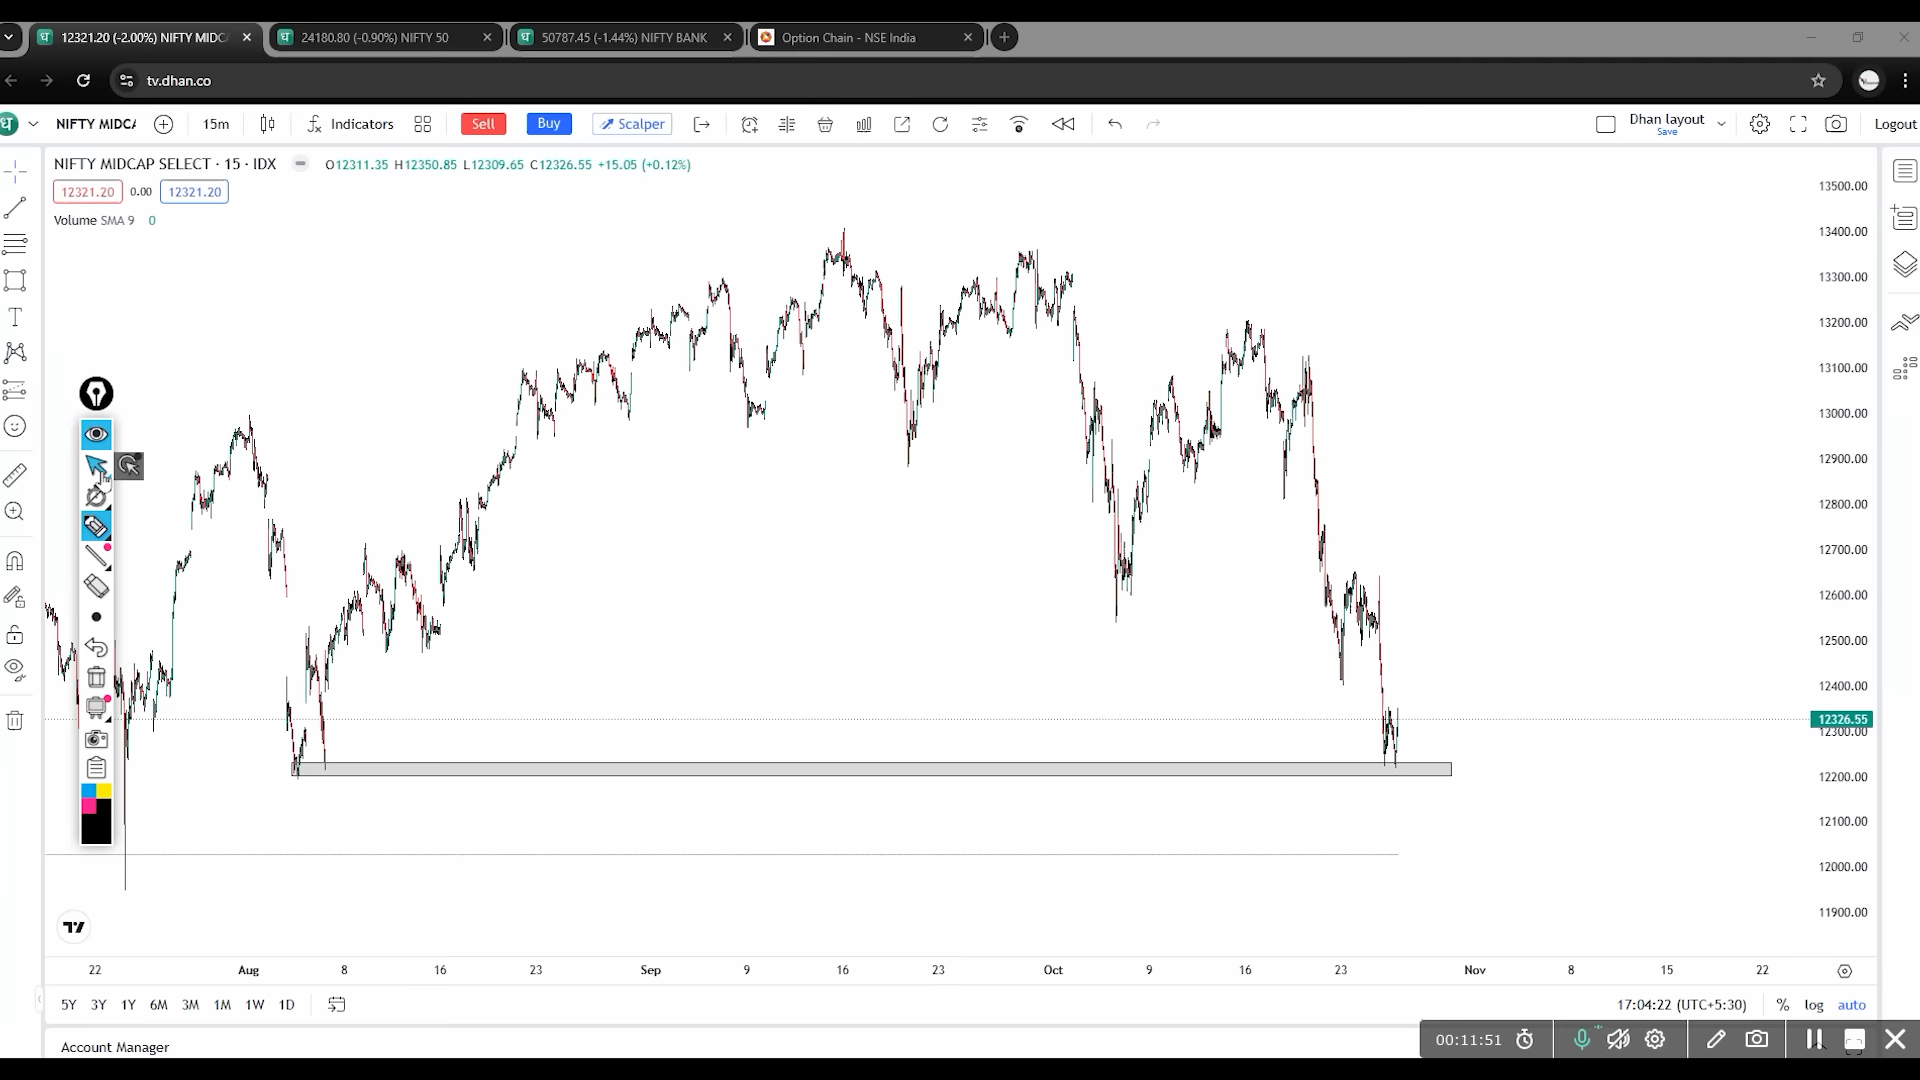 12321.20 (-2.00%) NIFTY MIDC
24180.80 (-0.90%) NIFTY 50
50787.45 (-1.44%) NIFTY BANK
Option Chain - NSE India
tv.dhan.co
NIFTY MIDCA
15m
Indicators
Sell
Buy
Scalper
Dhan layout
Save
Logout
NIFTY MIDCAP SELECT · 15 · IDX
O12311.35 H12350.85 L12309.65 C12326.55 +15.05 (+0.12%)
12321.20 0.00 12321.20
Volume SMA 9 0
13500.00
13400.00
13300.00
13200.00
13100.00
13000.00
12900.00
12800.00
12700.00
12600.00
12500.00
12400.00
12326.55
12300.00
12200.00
12100.00
12000.00
11900.00
22 Aug 8 16 23 Sep 9 16 23 Oct 9 16 23 Nov 8 15 22
5Y 3Y 1Y 6M 3M 1M 1W 1D
17:04:22 (UTC+5:30) % log auto
Account Manager
00:11:51